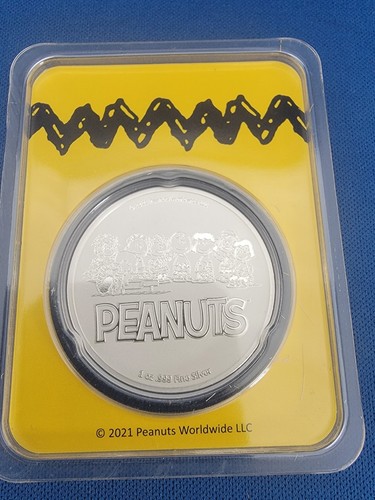 PEANUTS
1 oz .999 Fine Silver
© 2021 Peanuts Worldwide LLC